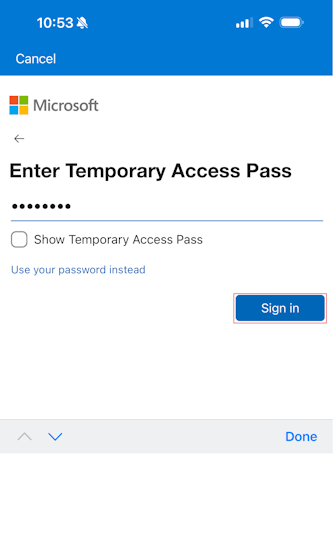 10:53
Cancel
Microsoft
Enter Temporary Access Pass
••••••••
Show Temporary Access Pass
Use your password instead
Sign in
Done